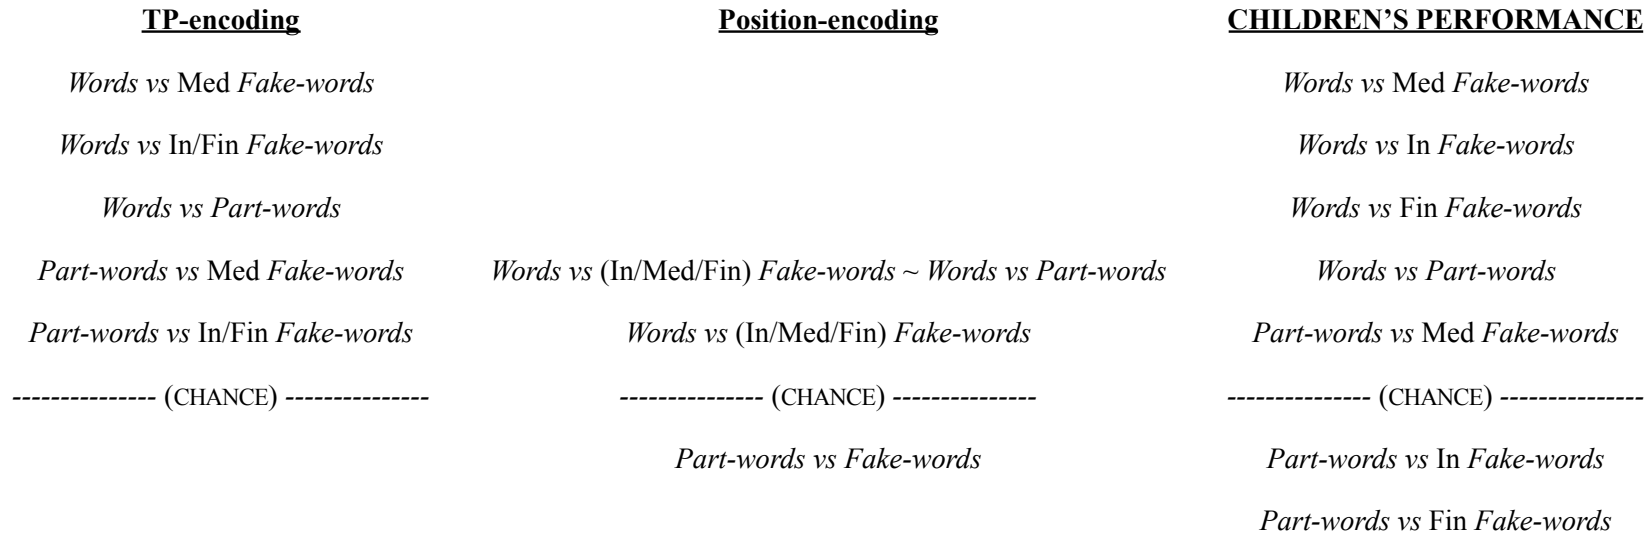 TP-encoding Position-encoding CHILDREN’S PERFORMANCE
Words vs Med Fake-words Words vs Med Fake-words
Words vs In/Fin Fake-words Words vs In Fake-words
Words vs Part-words Words vs Fin Fake-words
Part-words vs Med Fake-words Words vs (In/Med/Fin) Fake-words ~ Words vs Part-words Words vs Part-words
Part-words vs In/Fin Fake-words Words vs (In/Med/Fin) Fake-words Part-words vs Med Fake-words
--------------- (CHANCE) --------------- --------------- (CHANCE) --------------- --------------- (CHANCE) ---------------
Part-words vs Fake-words Part-words vs In Fake-words
Part-words vs Fin Fake-words